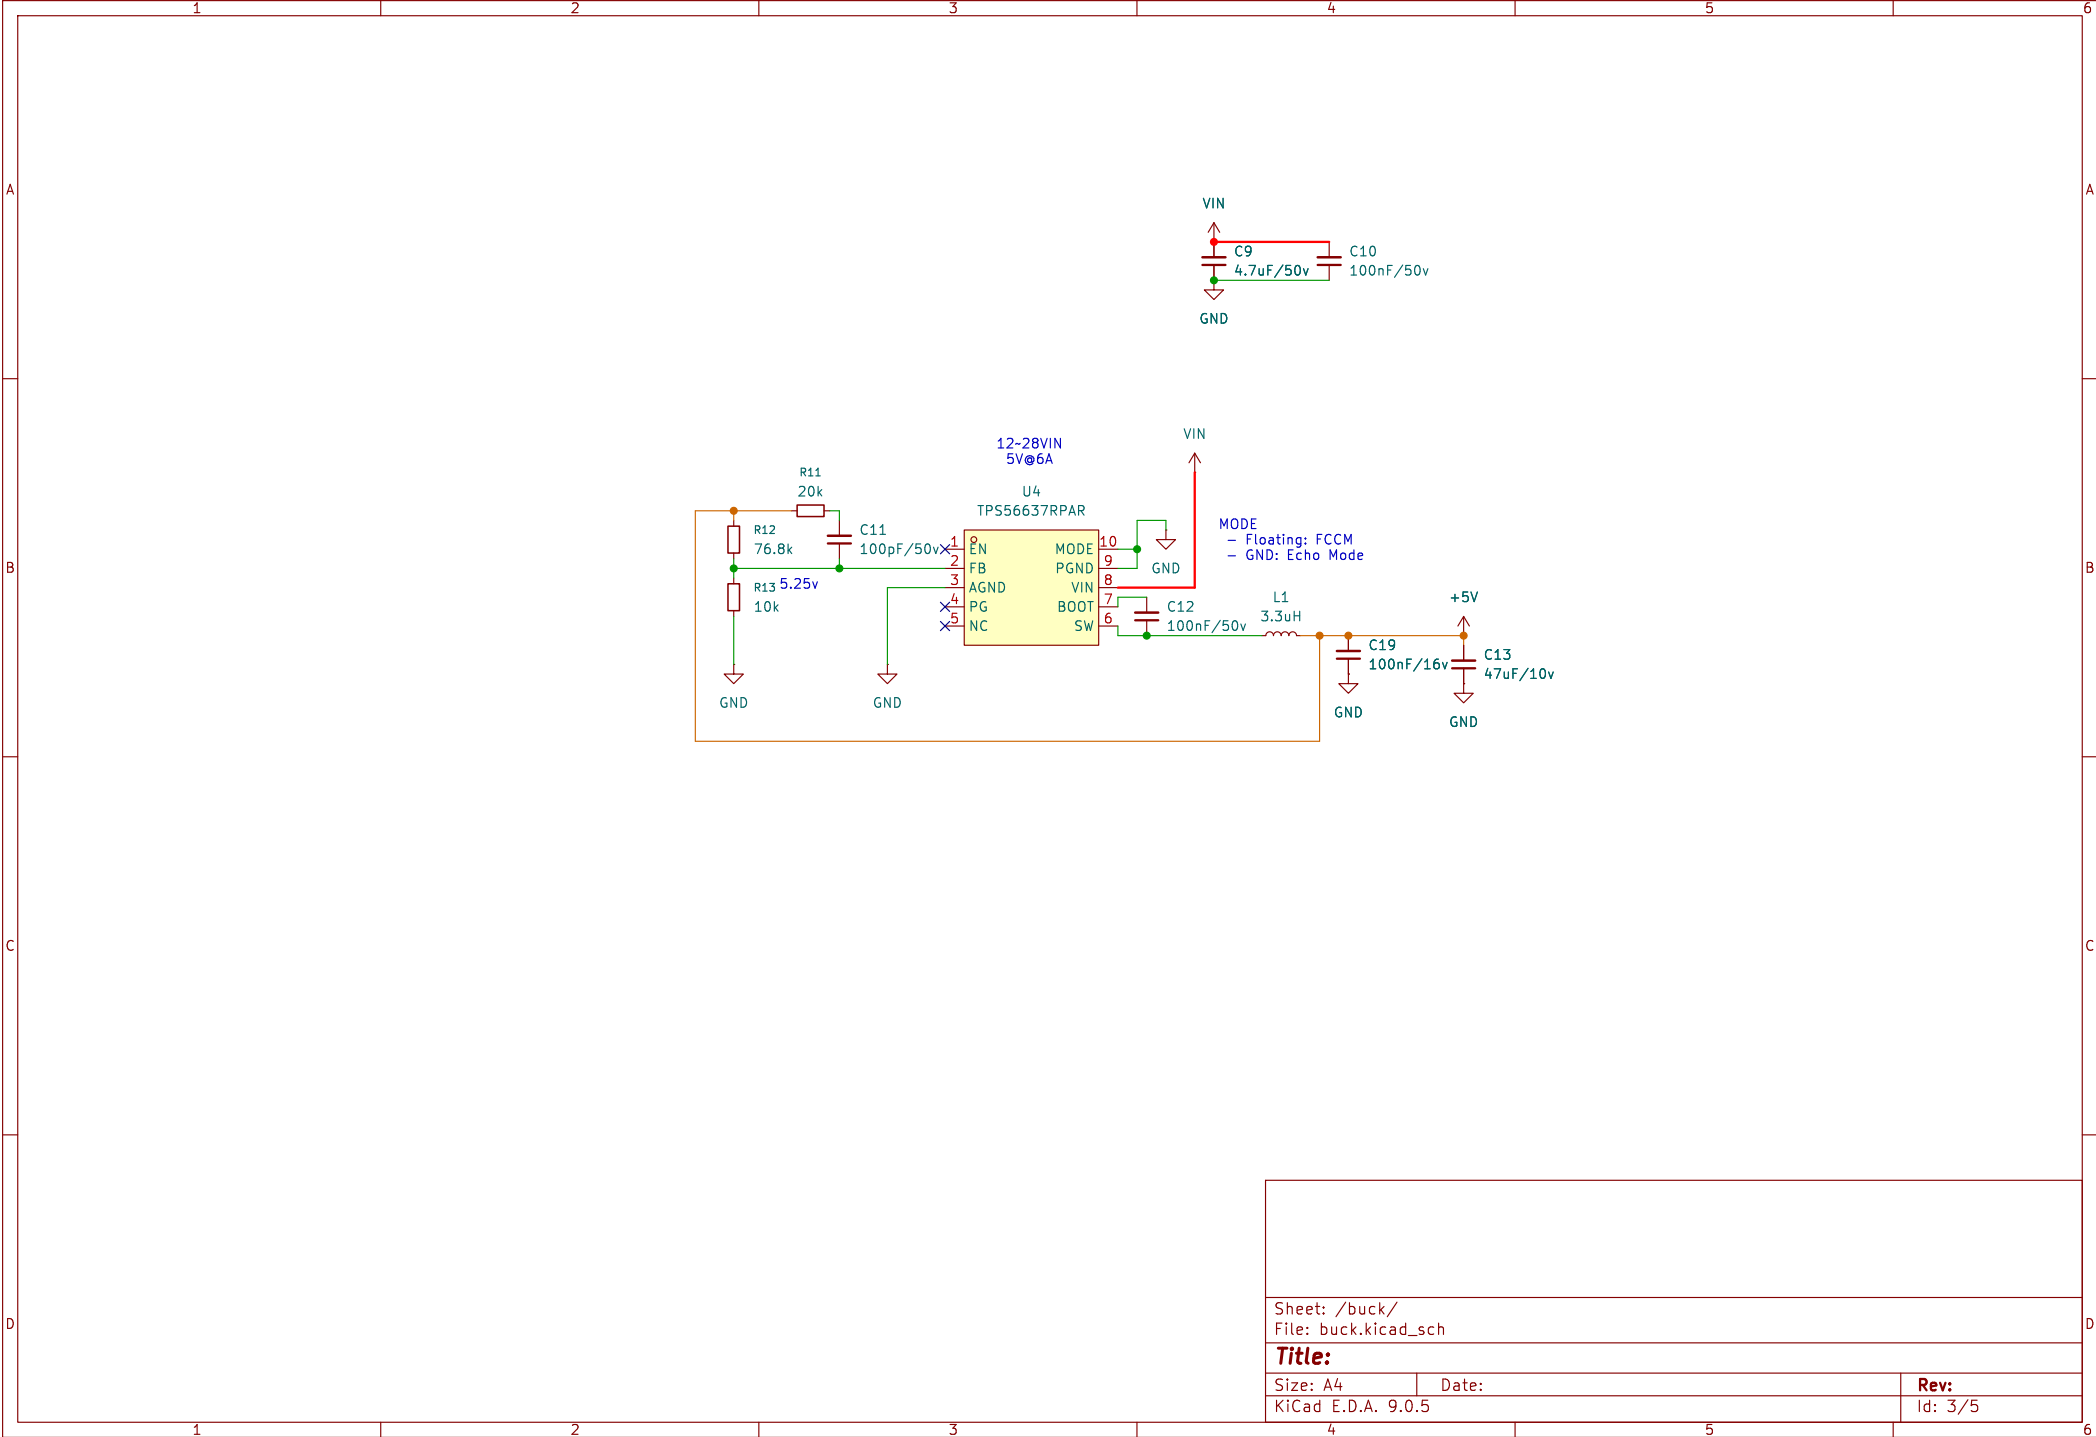 1 2 3 4 5 6
A
A
VIN
C9
4.7uF/50v
C10
100nF/50v
GND
12~28VIN
5V@6A
VIN
R11
20k
U4
TPS56637RPAR
R12
76.8k
C11
100pF/50v
MODE
- Floating: FCCM
- GND: Echo Mode
1 EN
2 FB
3 AGND
4 PG
5 NC
MODE 10
PGND 9
VIN 8
BOOT 7
SW 6
GND
B
B
R13
10k
5.25v
C12
100nF/50v
L1
3.3uH
+5V
C19
100nF/16v
C13
47uF/10v
GND
GND
GND
GND
C
C
D
D
Sheet: /buck/
File: buck.kicad_sch
Title:
Size: A4
Date:
Rev:
KiCad E.D.A. 9.0.5
Id: 3/5
1 2 3 4 5 6